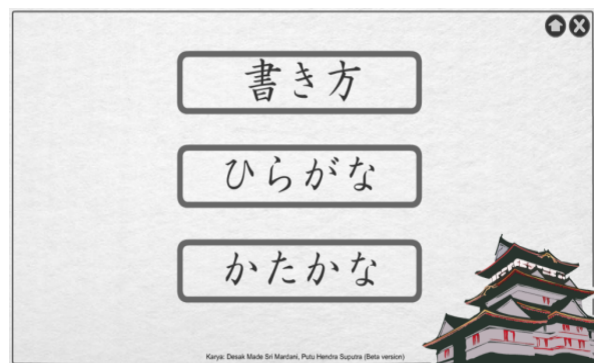 書き方
ひらがな
かたかな
Karya: Desak Made Sri Mardani, Putu Hendra Suputra (Beta version)